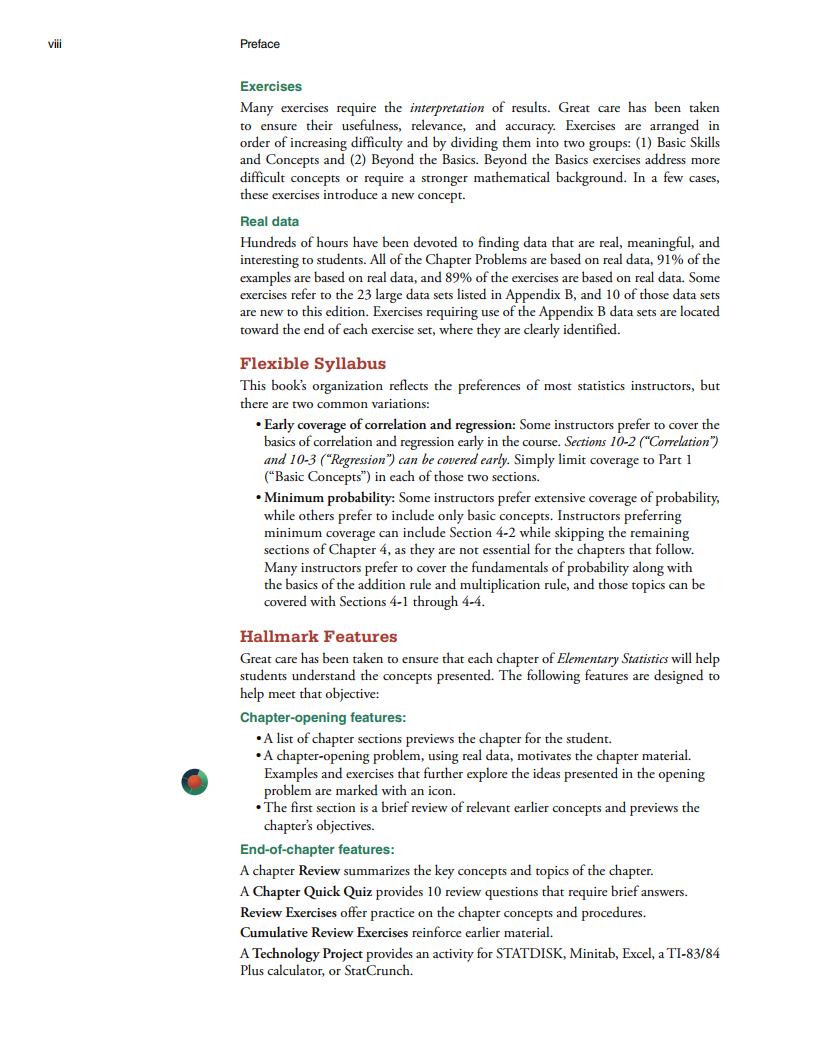 viii Preface
Exercises
Many exercises require the interpretation of results. Great care has been taken
to ensure their usefulness, relevance, and accuracy. Exercises are arranged in
order of increasing difficulty and by dividing them into two groups: (1) Basic Skills
and Concepts and (2) Beyond the Basics. Beyond the Basics exercises address more
difficult concepts or require a stronger mathematical background. In a few cases,
these exercises introduce a new concept.
Real data
Hundreds of hours have been devoted to finding data that are real, meaningful, and
interesting to students. All of the Chapter Problems are based on real data, 91% of the
examples are based on real data, and 89% of the exercises are based on real data. Some
exercises refer to the 23 large data sets listed in Appendix B, and 10 of those data sets
are new to this edition. Exercises requiring use of the Appendix B data sets are located
toward the end of each exercise set, where they are clearly identified.
Flexible Syllabus
This book's organization reflects the preferences of most statistics instructors, but
there are two common variations:
• Early coverage of correlation and regression: Some instructors prefer to cover the
basics of correlation and regression early in the course. Sections 10-2 ("Correlation")
and 10-3 ("Regression") can be covered early. Simply limit coverage to Part 1
("Basic Concepts") in each of those two sections.
• Minimum probability: Some instructors prefer extensive coverage of probability,
while others prefer to include only basic concepts. Instructors preferring
minimum coverage can include Section 4-2 while skipping the remaining
sections of Chapter 4, as they are not essential for the chapters that follow.
Many instructors prefer to cover the fundamentals of probability along with
the basics of the addition rule and multiplication rule, and those topics can be
covered with Sections 4-1 through 4-4.
Hallmark Features
Great care has been taken to ensure that each chapter of Elementary Statistics will help
students understand the concepts presented. The following features are designed to
help meet that objective:
Chapter-opening features:
• A list of chapter sections previews the chapter for the student.
• A chapter-opening problem, using real data, motivates the chapter material.
Examples and exercises that further explore the ideas presented in the opening
problem are marked with an icon.
• The first section is a brief review of relevant earlier concepts and previews the
chapter's objectives.
End-of-chapter features:
A chapter Review summarizes the key concepts and topics of the chapter.
A Chapter Quick Quiz provides 10 review questions that require brief answers.
Review Exercises offer practice on the chapter concepts and procedures.
Cumulative Review Exercises reinforce earlier material.
A Technology Project provides an activity for STATDISK, Minitab, Excel, a TI-83/84
Plus calculator, or StatCrunch.